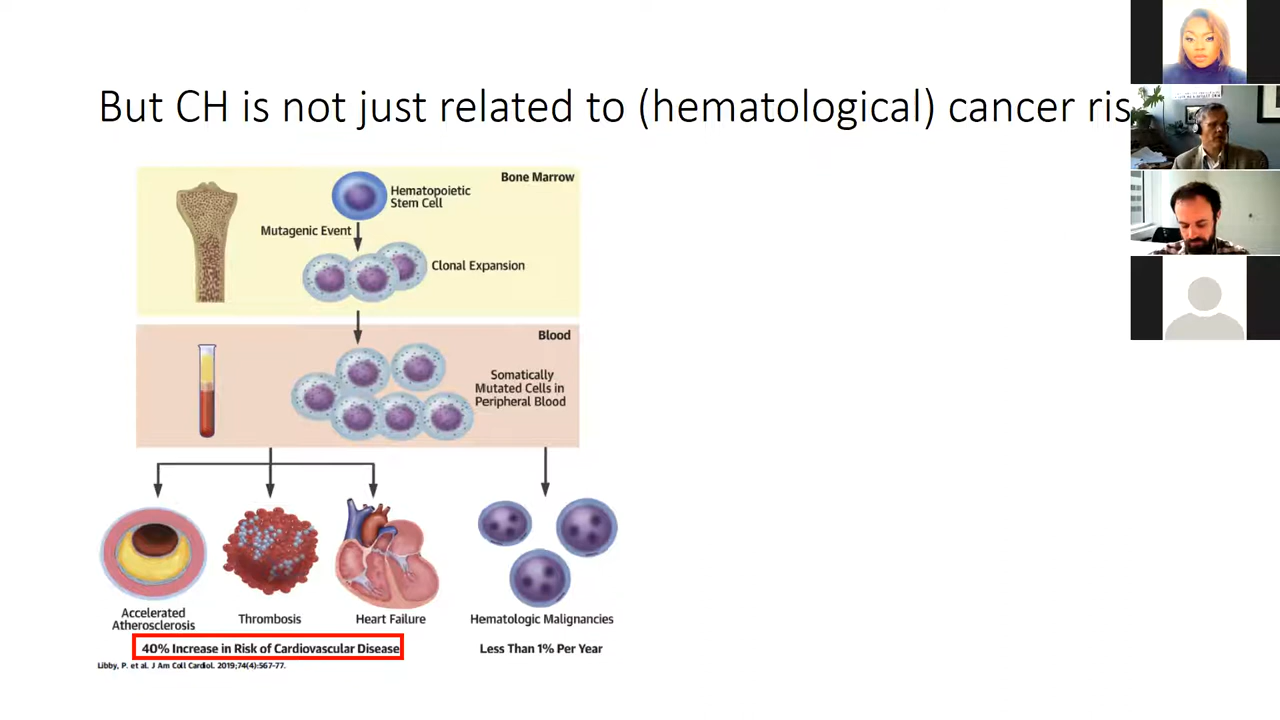 But CH is not just related to (hematological) cancer ris
Bone Marrow
Hematopoietic
Stem Cell
Mutagenic Event
Clonal Expansion
Blood
Somatically
Mutated Cells in
Peripheral Blood
Accelerated
Atherosclerosis
Thrombosis
Heart Failure
Hematologic Malignancies
40% Increase in Risk of Cardiovascular Disease
Less Than 1% Per Year
Libby, P. et al. J Am Coll Cardiol. 2019;74(4):567-77.